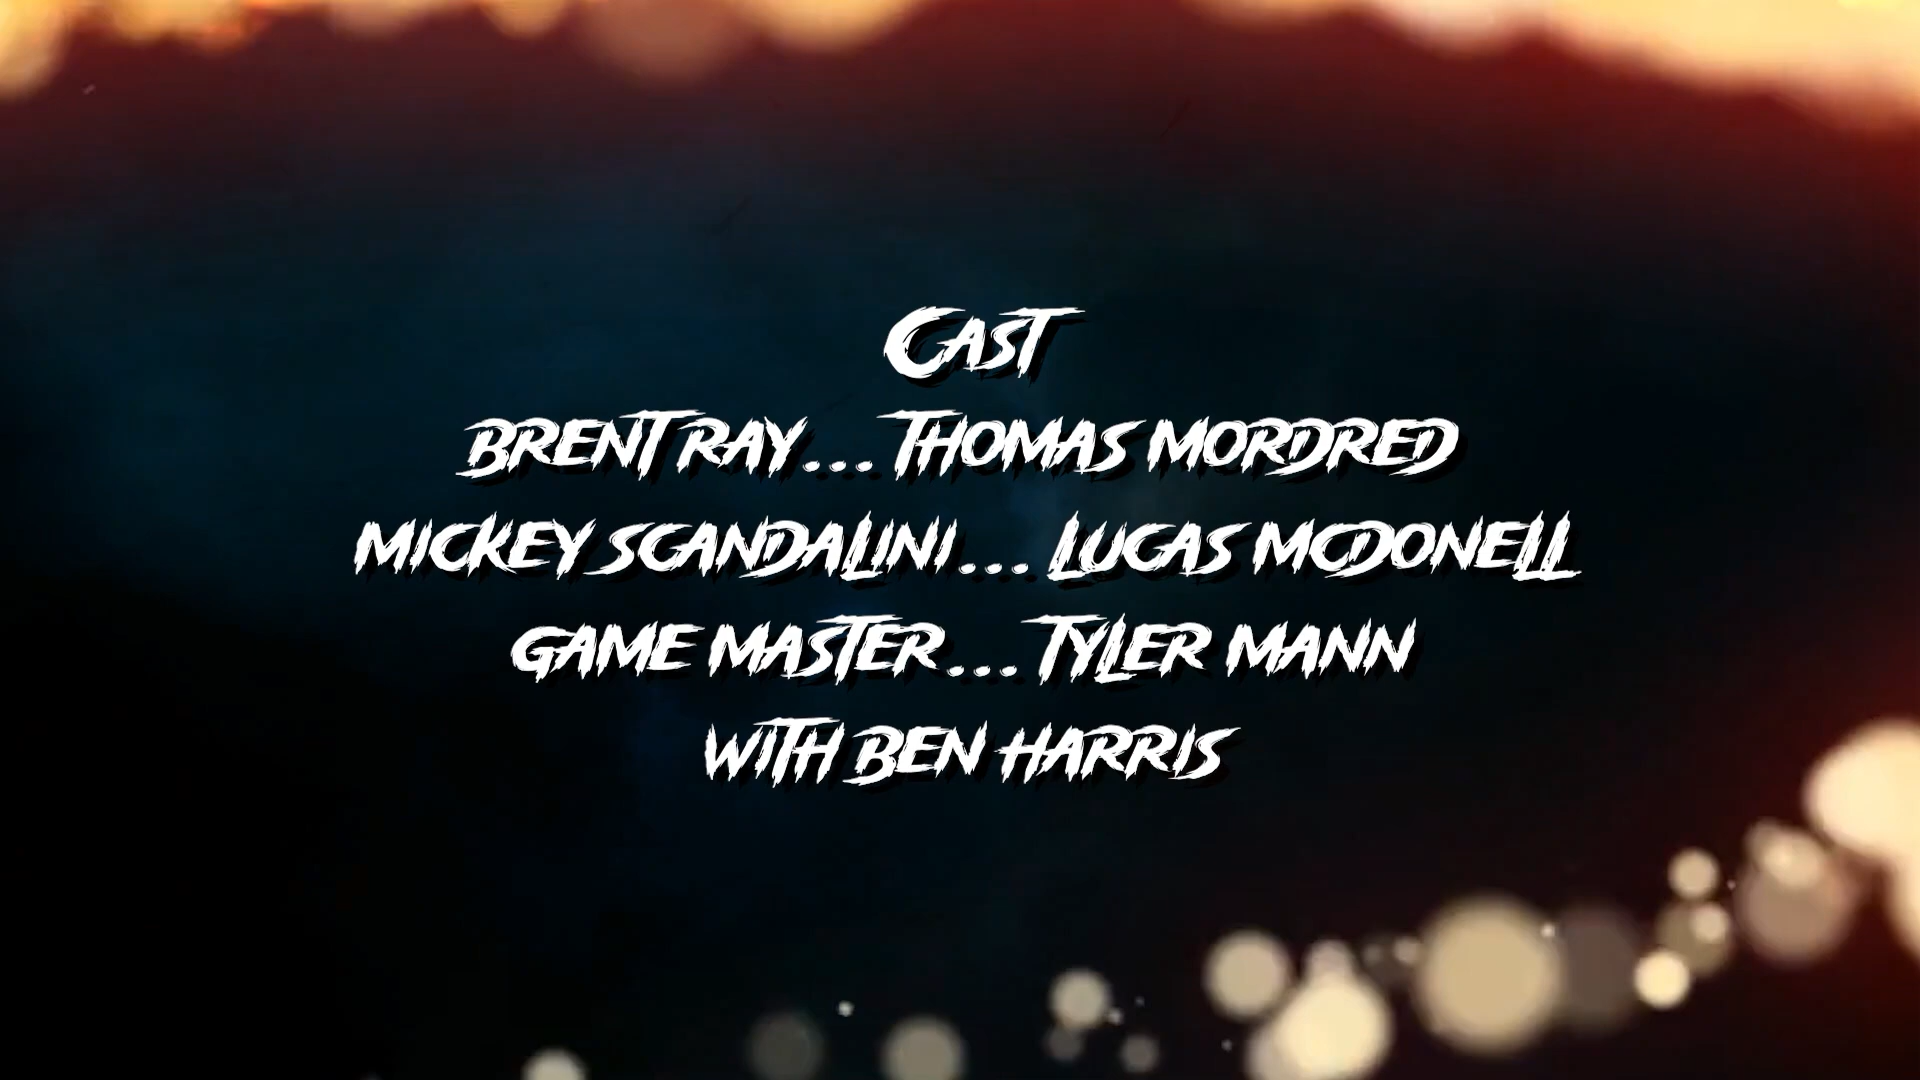 Cast
BRENT RAY... THOMAS MORDRED
MICKEY SCANDALINI... LUCAS MCDONELL
GAME MASTER... TYLER MANN
WITH BEN HARRIS